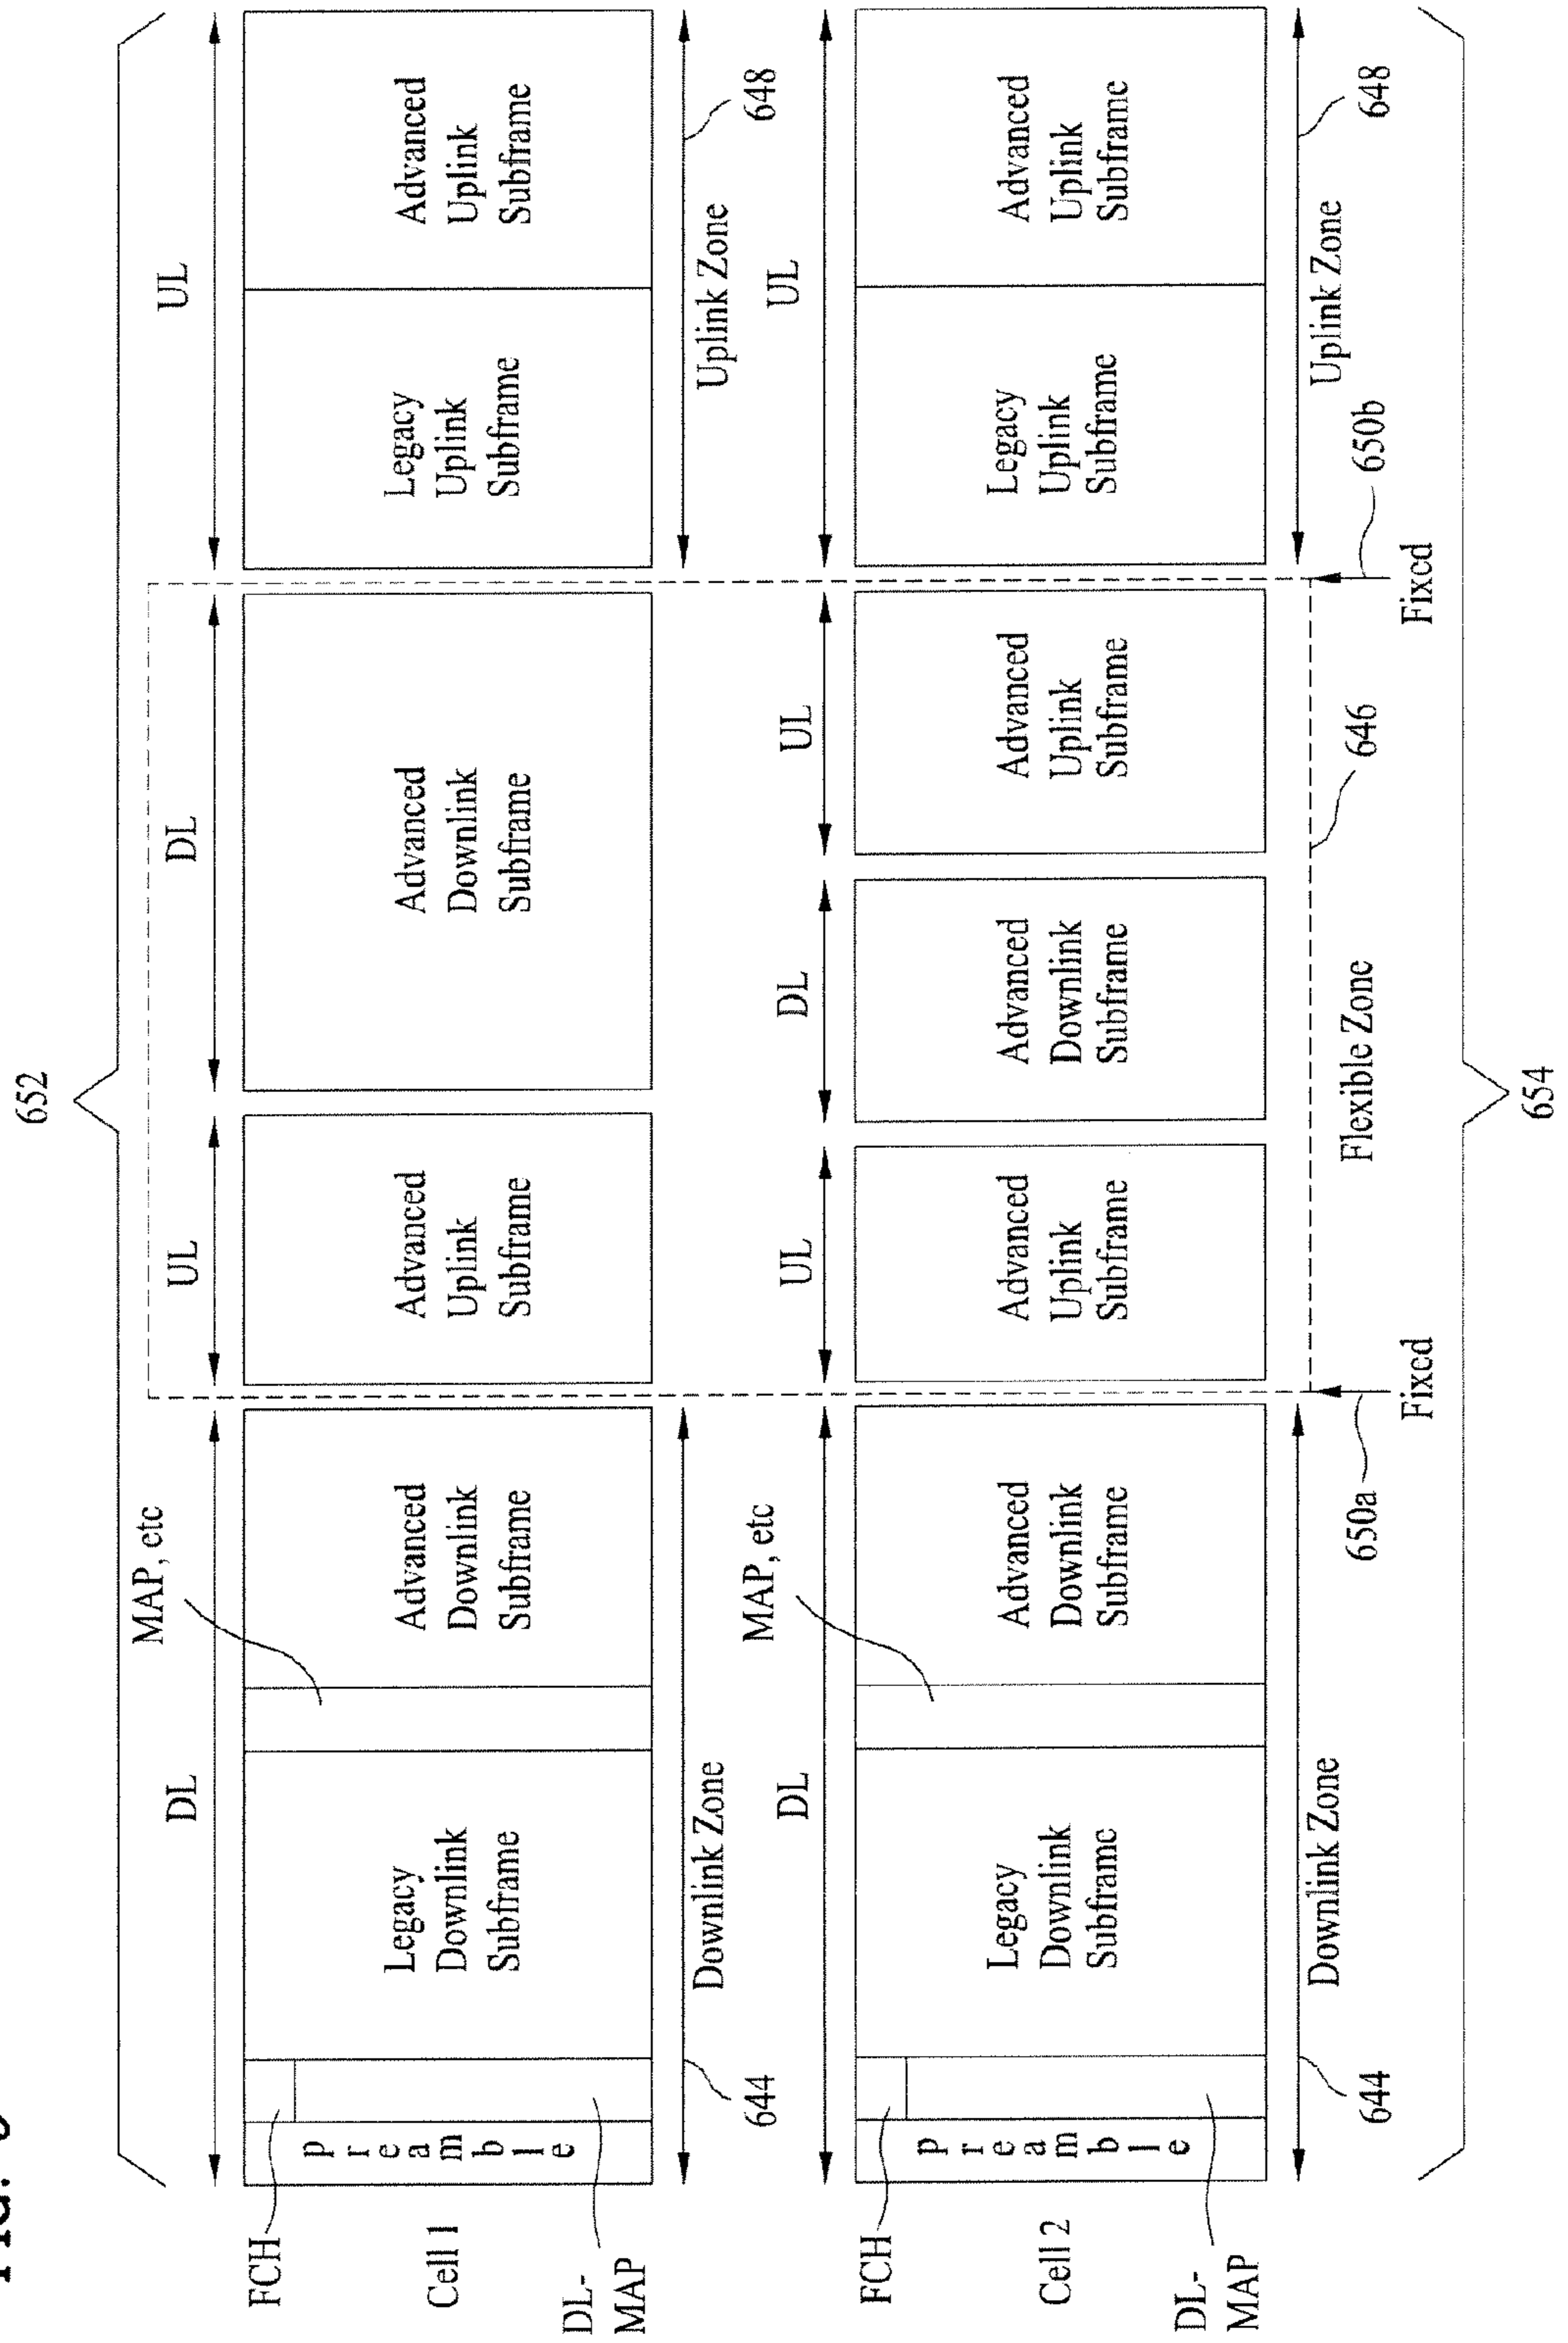 FIG.
652
DL
MAP, etc
UL
DL
UL
FCH
Cell 1
DL-
MAP
preamble
Legacy
Downlink
Subframe
Advanced
Downlink
Subframe
Advanced
Uplink
Subframe
Advanced
Downlink
Subframe
Legacy
Uplink
Subframe
Advanced
Uplink
Subframe
644
Downlink Zone
Uplink Zone
648
DL
MAP, etc
UL
DL
UL
UL
FCH
Cell 2
DL-
MAP
preamble
Legacy
Downlink
Subframe
Advanced
Downlink
Subframe
Advanced
Uplink
Subframe
Advanced
Downlink
Subframe
Advanced
Uplink
Subframe
Legacy
Uplink
Subframe
Advanced
Uplink
Subframe
644
Downlink Zone
650a
Fixed
Flexible Zone
646
Fixed
650b
Uplink Zone
648
654